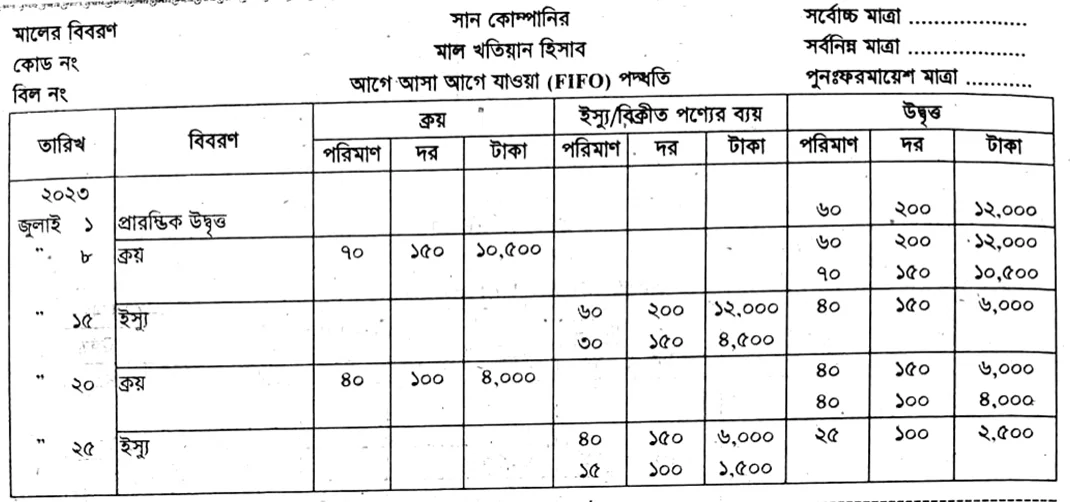 মালের বিবরণ
কোড নং
বিল নং
সান কোম্পানির
মাল খতিয়ান হিসাব
আগে আসা আগে যাওয়া (FIFO) পদ্ধতি
সর্বোচ্চ মাত্রা ....................
সর্বনিম্ন মাত্রা ....................
পুনঃফরমায়েশ মাত্রা ...........
তারিখ বিবরণ ক্রয় ইস্যু/বিক্রীত পণ্যের ব্যয় উদ্বৃত্ত
পরিমাণ দর টাকা পরিমাণ দর টাকা পরিমাণ দর টাকা
২০২৩
জুলাই ১ প্রারম্ভিক উদ্বৃত্ত ৬০ ২০০ ১২,০০০
" ৮ ক্রয় ৭০ ১৫০ ১০,৫০০ ৬০ ২০০ ১২,০০০
৭০ ১৫০ ১০,৫০০
" ১৫ ইস্যু ৬০ ২০০ ১২,০০০ ৪০ ১৫০ ৬,০০০
৩০ ১৫০ ৪,৫০০
" ২০ ক্রয় ৪০ ১০০ ৪,০০০ ৪০ ১৫০ ৬,০০০
৪০ ১০০ ৪,০০০
" ২৫ ইস্যু ৪০ ১৫০ ৬,০০০ ২৫ ১০০ ২,৫০০
১৫ ১০০ ১,৫০০